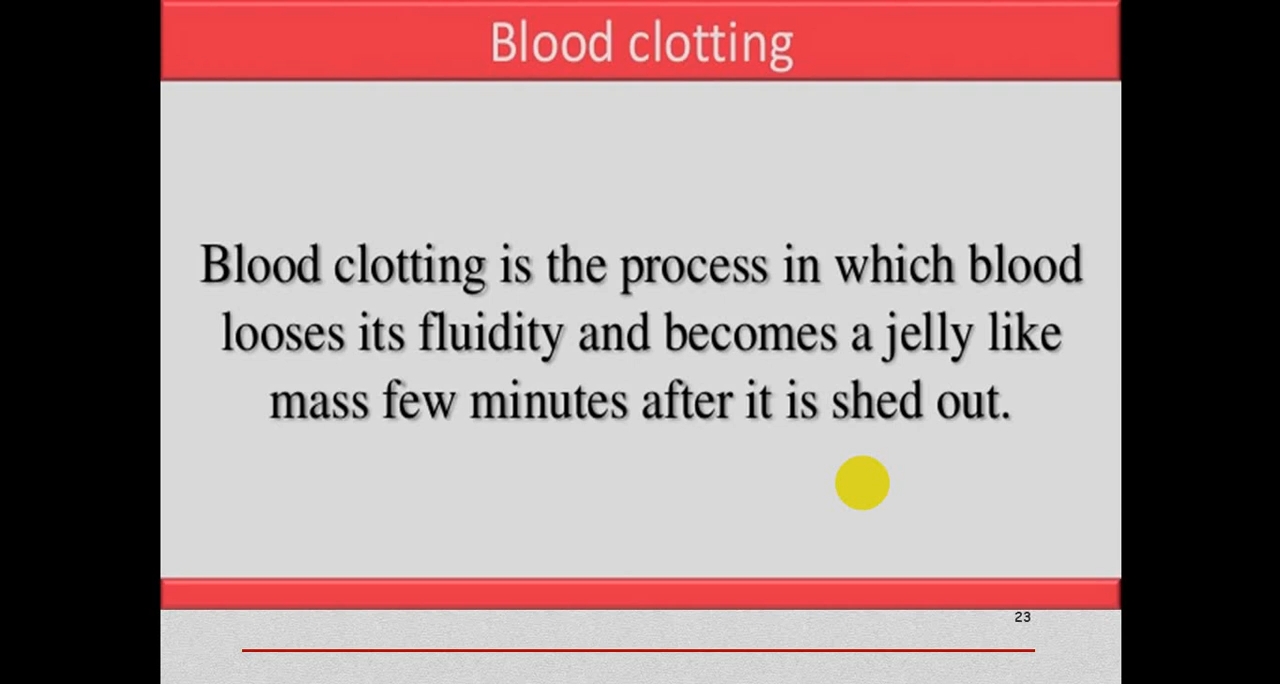 Blood clotting
Blood clotting is the process in which blood
looses its fluidity and becomes a jelly like
mass few minutes after it is shed out.
23